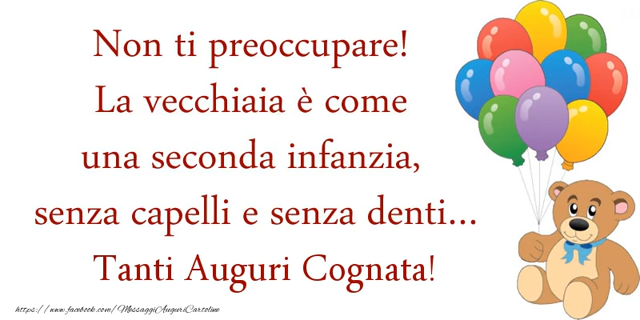 Non ti preoccupare!
La vecchiaia è come
una seconda infanzia,
senza capelli e senza denti...
Tanti Auguri Cognata!
https://www.facebook.com/MessaggiAuguriCartoline